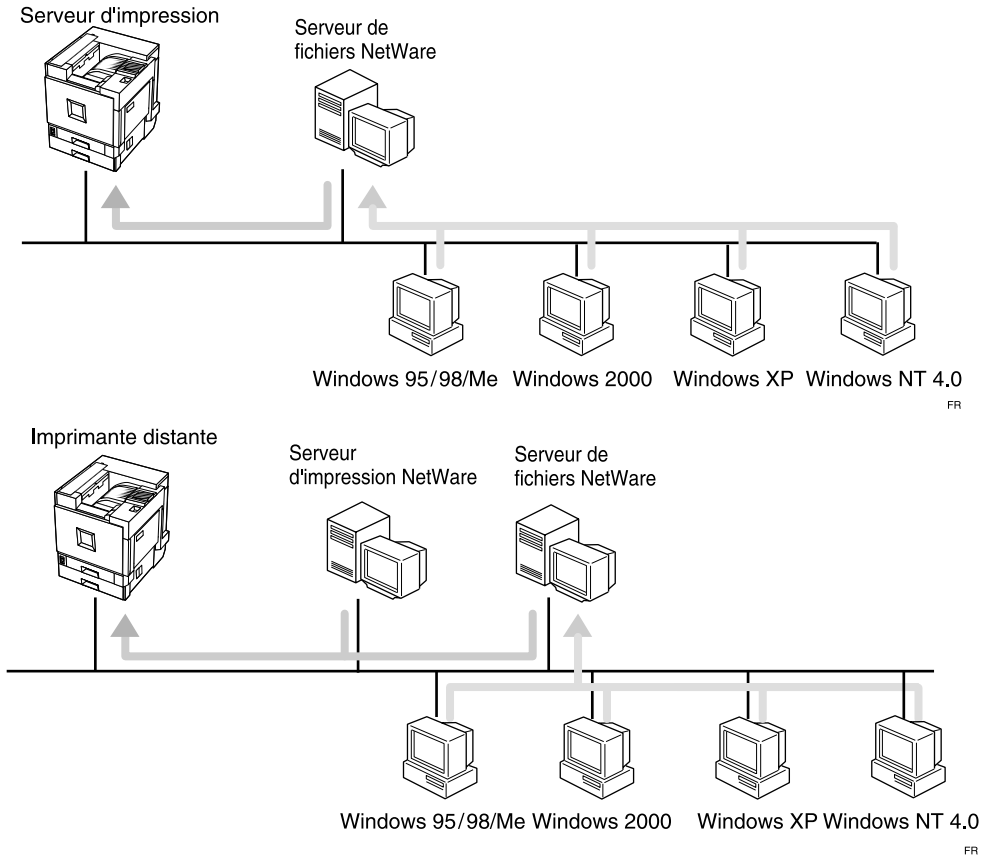 Serveur d'impression
Serveur de
fichiers NetWare
Windows 95/98/Me
Windows 2000
Windows XP
Windows NT 4.0
FR
Imprimante distante
Serveur
d'impression NetWare
Serveur de
fichiers NetWare
Windows 95/98/Me
Windows 2000
Windows XP
Windows NT 4.0
FR